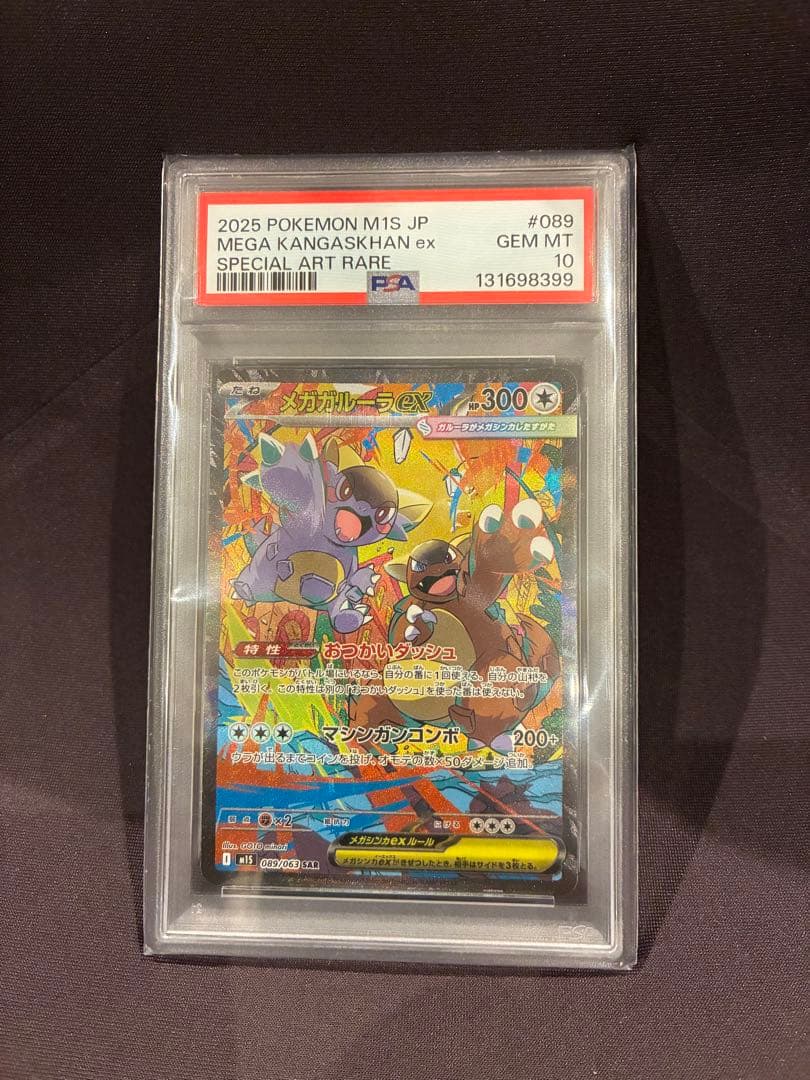 2025 POKEMON M1S JP #089
MEGA KANGASKHAN ex GEM MT
SPECIAL ART RARE 10
PSA 131698399
たね メガガルーラex HP 300
ガルーラがメガシンカしたすがた
特性 おつかいダッシュ
このポケモンがバトル場にいるなら、自分の番に1回使える。自分の山札を
2枚引く。この特性は別の「おつかいダッシュ」を使った番は使えない。
マシンガンコンボ 200+
ウラが出るまでコインを投げ、オモテの数×50ダメージ追加。
弱点 ×2 抵抗力 にげる
メガシンカexルール
メガシンカexがきぜつしたとき、相手はサイドを3枚とる。
Illus. GOTO minori
m1S 089/063 SAR